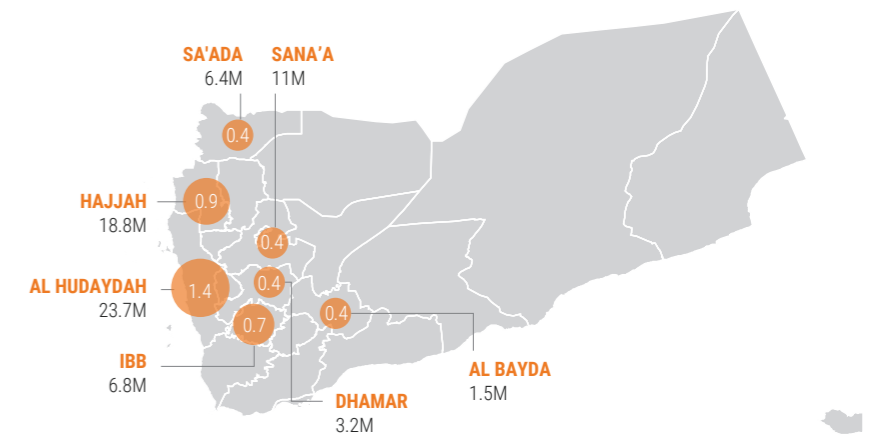 SA'ADA
6.4M
SANA’A
11M
0.4
HAJJAH
18.8M
0.9
0.4
AL HUDAYDAH
23.7M
1.4
0.4
0.7
0.4
IBB
6.8M
DHAMAR
3.2M
AL BAYDA
1.5M